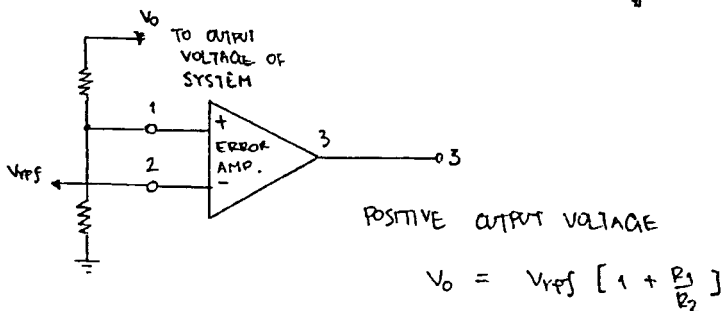 Vo
TO OUTPUT
VOLTAGE OF
SYSTEM
1
+
ERROR
AMP.
-
2
3
3
Vref
POSITIVE OUTPUT VOLTAGE
Vo = Vref [ 1 + R1/R2 ]